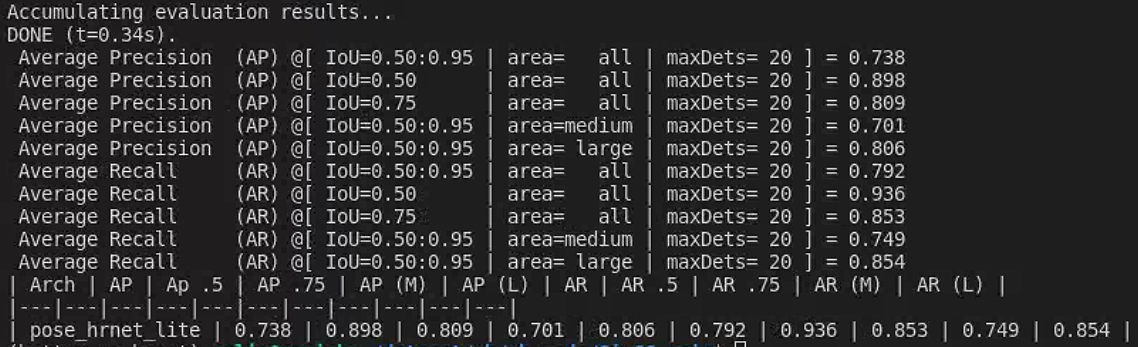 Accumulating evaluation results...
DONE (t=0.34s).
 Average Precision  (AP) @[ IoU=0.50:0.95 | area=   all | maxDets= 20 ] = 0.738
 Average Precision  (AP) @[ IoU=0.50      | area=   all | maxDets= 20 ] = 0.898
 Average Precision  (AP) @[ IoU=0.75      | area=   all | maxDets= 20 ] = 0.809
 Average Precision  (AP) @[ IoU=0.50:0.95 | area=medium | maxDets= 20 ] = 0.701
 Average Precision  (AP) @[ IoU=0.50:0.95 | area= large | maxDets= 20 ] = 0.806
 Average Recall     (AR) @[ IoU=0.50:0.95 | area=   all | maxDets= 20 ] = 0.792
 Average Recall     (AR) @[ IoU=0.50      | area=   all | maxDets= 20 ] = 0.936
 Average Recall     (AR) @[ IoU=0.75      | area=   all | maxDets= 20 ] = 0.853
 Average Recall     (AR) @[ IoU=0.50:0.95 | area=medium | maxDets= 20 ] = 0.749
 Average Recall     (AR) @[ IoU=0.50:0.95 | area= large | maxDets= 20 ] = 0.854
| Arch | AP | Ap .5 | AP .75 | AP (M) | AP (L) | AR | AR .5 | AR .75 | AR (M) | AR (L) |
|---|---|---|---|---|---|---|---|---|---|---|
| pose_hrnet_lite | 0.738 | 0.898 | 0.809 | 0.701 | 0.806 | 0.792 | 0.936 | 0.853 | 0.749 | 0.854 |